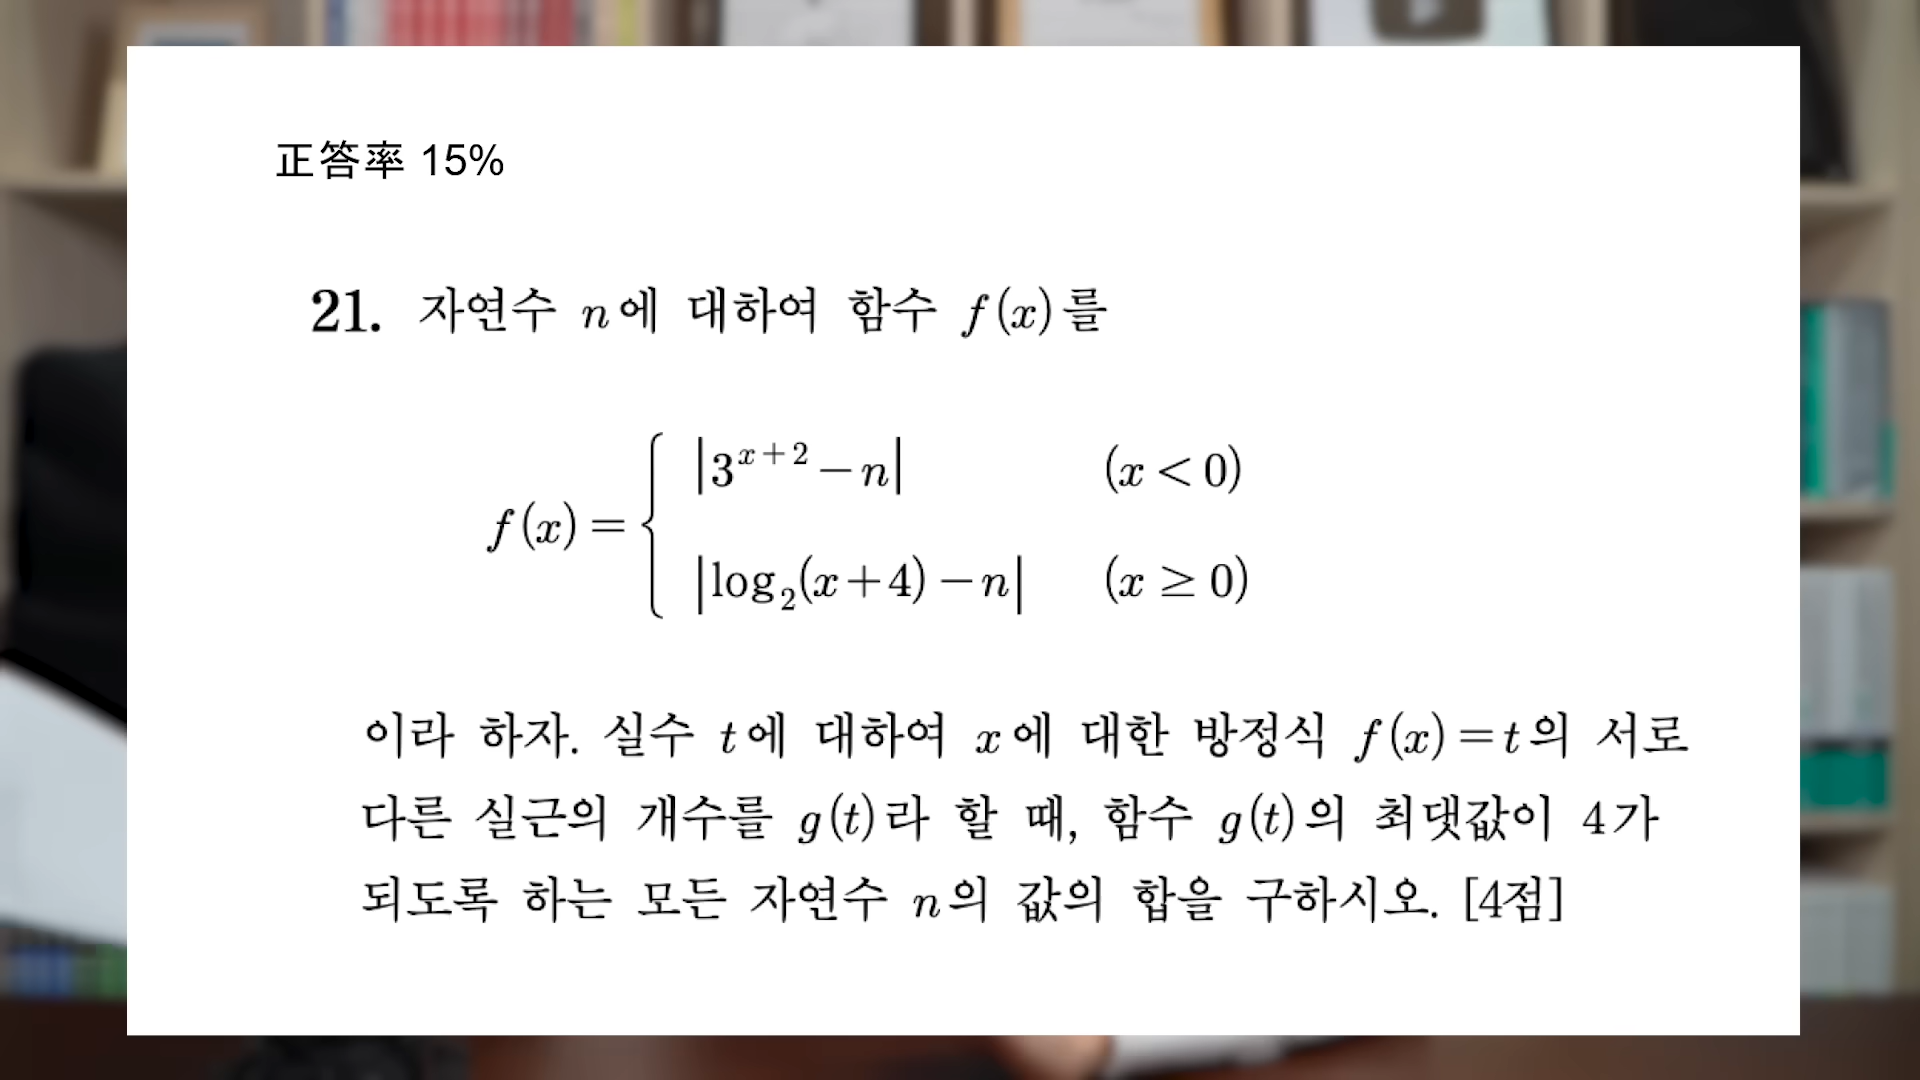 正答率 15%
21. 자연수 n에 대하여 함수 f(x)를
f(x) = { |3^{x+2} - n| (x < 0)
|log_2(x+4) - n| (x ≥ 0)
이라 하자. 실수 t에 대하여 x에 대한 방정식 f(x) = t의 서로
다른 실근의 개수를 g(t)라 할 때, 함수 g(t)의 최댓값이 4가
되도록 하는 모든 자연수 n의 값의 합을 구하시오. [4점]